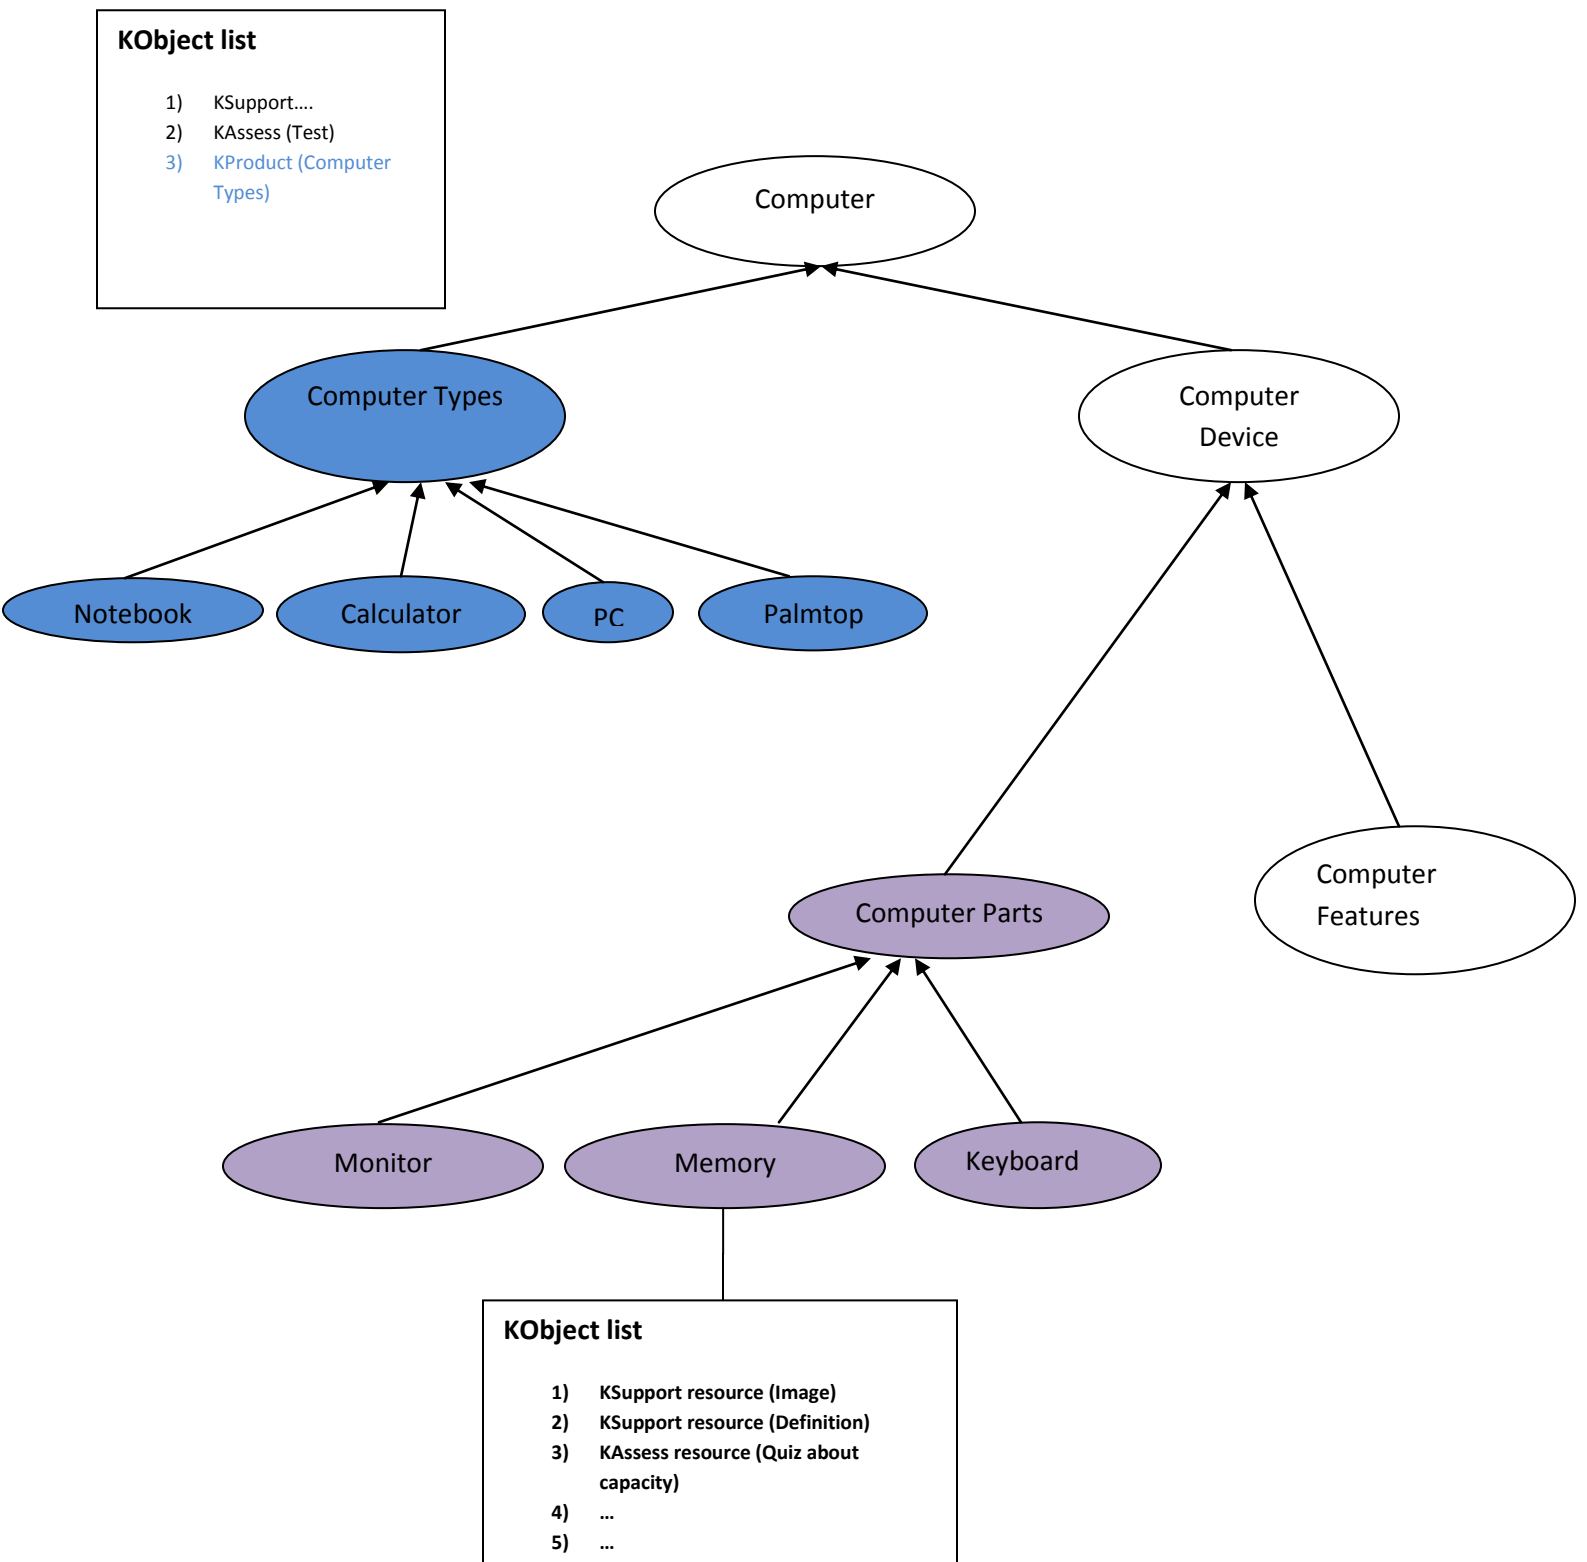 KObject list
1) KSupport....
2) KAssess (Test)
3) KProduct (Computer
Types)
Computer
Computer Types
Computer
Device
Notebook
Calculator
PC
Palmtop
Computer Parts
Computer
Features
Monitor
Memory
Keyboard
KObject list
1) KSupport resource (Image)
2) KSupport resource (Definition)
3) KAssess resource (Quiz about
capacity)
4) ...
5) ...